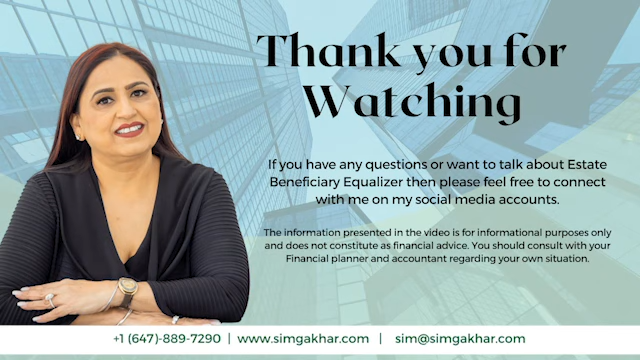 Thank you for
Watching
If you have any questions or want to talk about Estate
Beneficiary Equalizer then please feel free to connect
with me on my social media accounts.
The information presented in the video is for informational purposes only
and does not constitute as financial advice. You should consult with your
Financial planner and accountant regarding your own situation.
+1 (647)-889-7290 | www.simgakhar.com | sim@simgakhar.com